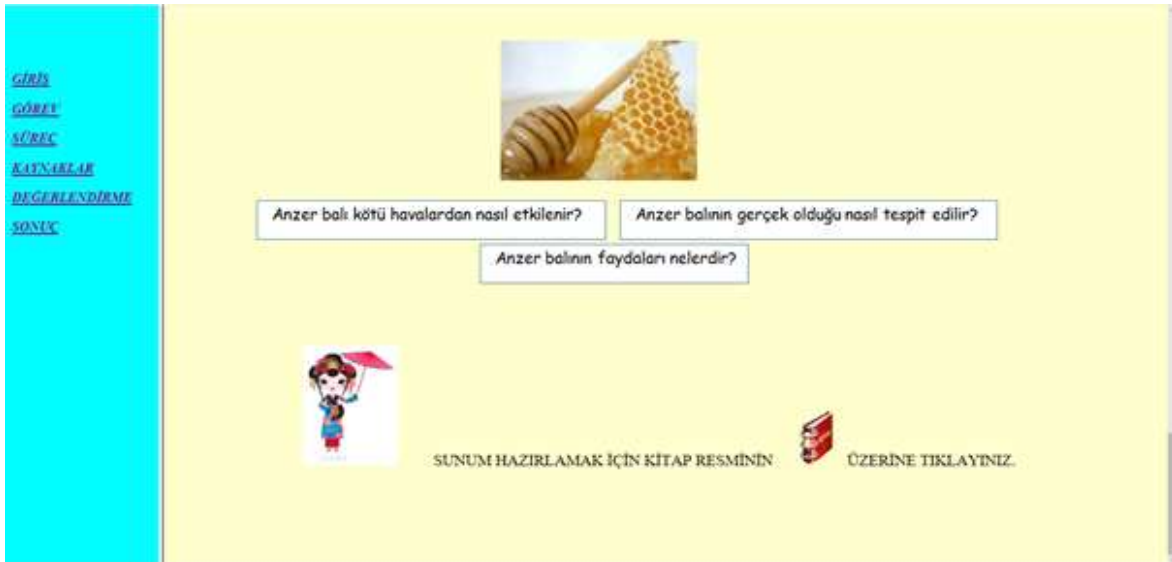 GİRİŞ
GÖREV
SÜREÇ
KAYNAKLAR
DEĞERLENDİRME
SONUÇ
Anzer balı kötü havalardan nasıl etkilenir?
Anzer balının gerçek olduğu nasıl tespit edilir?
Anzer balının faydaları nelerdir?
SUNUM HAZIRLAMAK İÇİN KİTAP RESMİNİN ÜZERİNE TIKLAYINIZ.